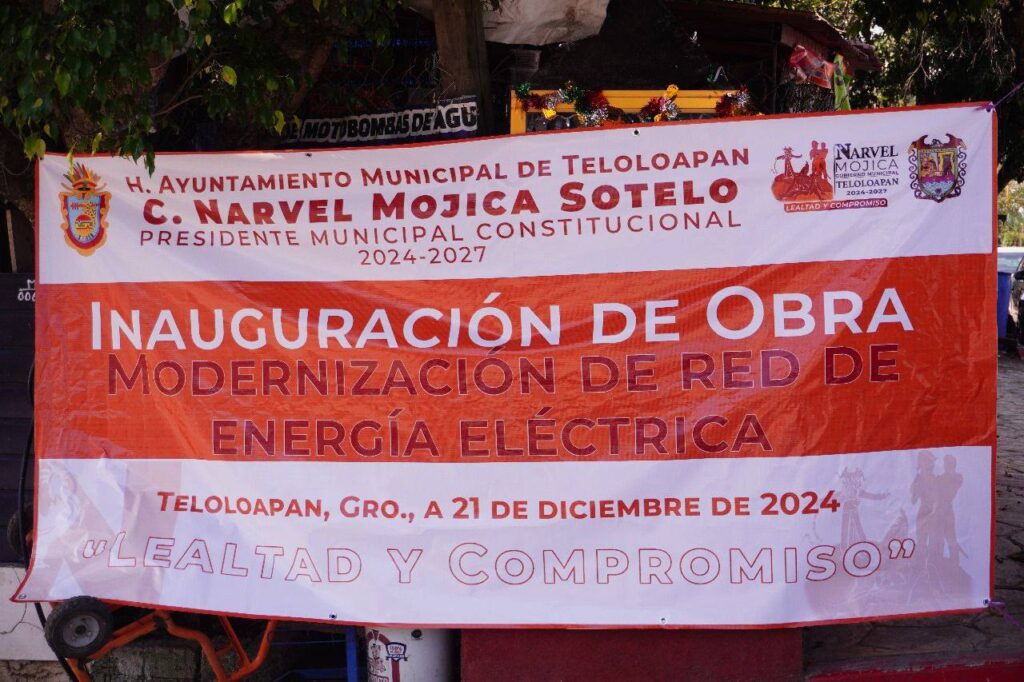 MOTOBOMBAS DE AGU
H. AYUNTAMIENTO MUNICIPAL DE TELOLOAPAN
C. NARVEL MOJICA SOTELO
PRESIDENTE MUNICIPAL CONSTITUCIONAL
2024-2027
NARVEL
MOJICA
GOBIERNO MUNICIPAL
TELOLOAPAN
2024-2027
LEALTAD Y COMPROMISO
INAUGURACIÓN DE OBRA
MODERNIZACIÓN DE RED DE
ENERGÍA ELÉCTRICA
TELOLOAPAN, GRO., A 21 DE DICIEMBRE DE 2024
"LEALTAD Y COMPROMISO"